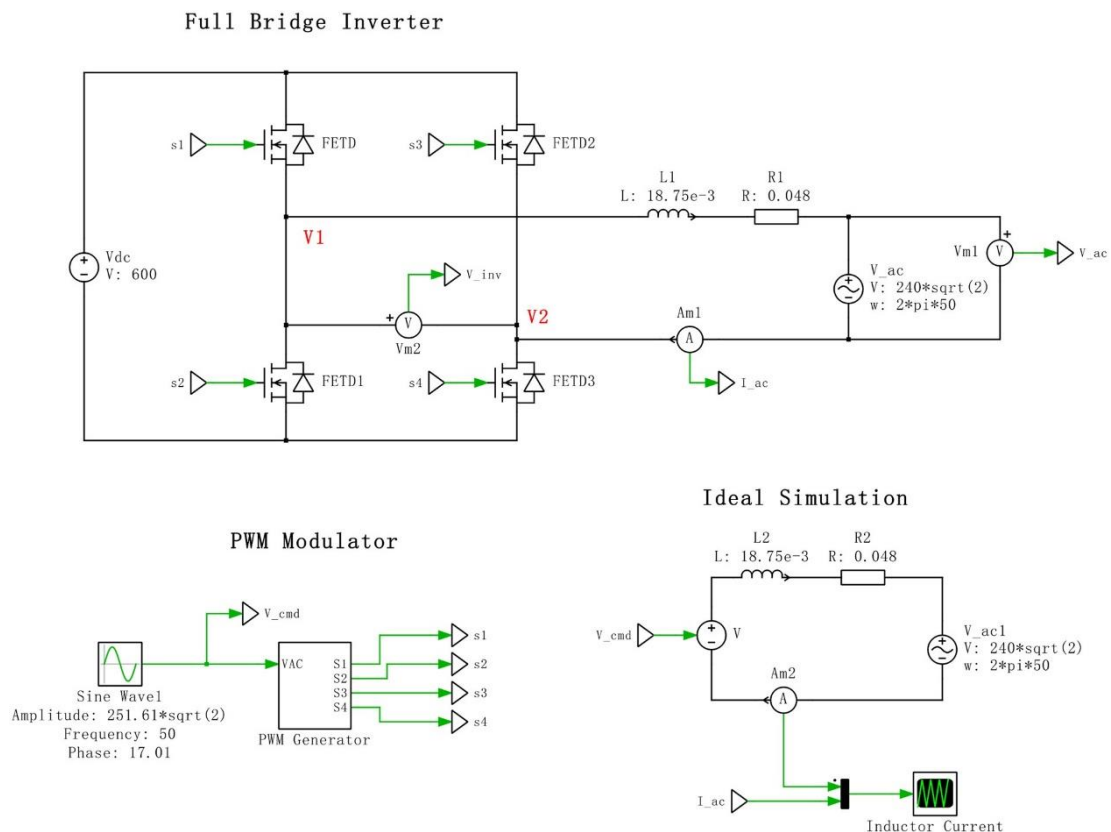 Full Bridge Inverter
s1
FETD
s3
FETD2
L1
L: 18.75e-3
R1
R: 0.048
V1
Vdc
V: 600
V_inv
+
V
Vm2
V2
Am1
A
I_ac
V_ac
V: 240*sqrt(2)
w: 2*pi*50
+
Vm1
V
V_ac
s2
FETD1
s4
FETD3
PWM Modulator
V_cmd
VAC
S1
S2
S3
S4
s1
s2
s3
s4
Sine Wave1
Amplitude: 251.61*sqrt(2)
Frequency: 50
Phase: 17.01
PWM Generator
Ideal Simulation
L2
L: 18.75e-3
R2
R: 0.048
V_cmd
V
V_ac1
V: 240*sqrt(2)
w: 2*pi*50
Am2
A
I_ac
Inductor Current